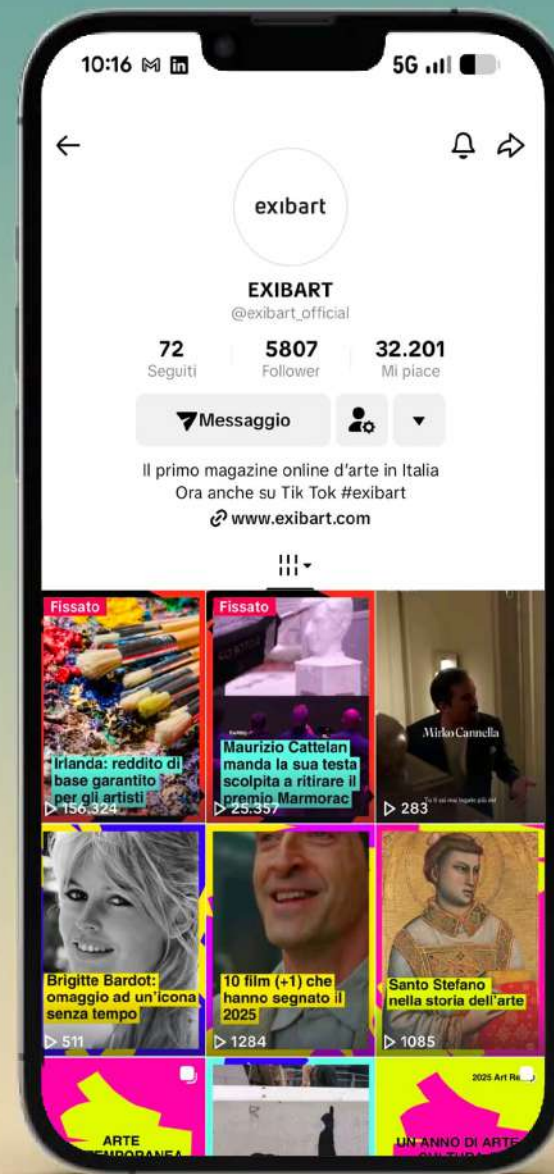 10:16
5G
exibart
EXIBART
@exibart_official
72
Seguiti
5807
Follower
32.201
Mi piace
Messaggio
Il primo magazine online d'arte in Italia
Ora anche su Tik Tok #exibart
www.exibart.com
Fissato
Irlanda: reddito di
base garantito
per gli artisti
156.324
Fissato
Maurizio Cattelan
manda la sua testa
scolpita a ritirare il
premio Marmorac
25.357
Mirko Cannella
283
Brigitte Bardot:
omaggio ad un'icona
senza tempo
511
10 film (+1) che
hanno segnato il
2025
1284
Santo Stefano
nella storia dell'arte
1085
ARTE
2025 Art Re
UN ANNO DI ARTE